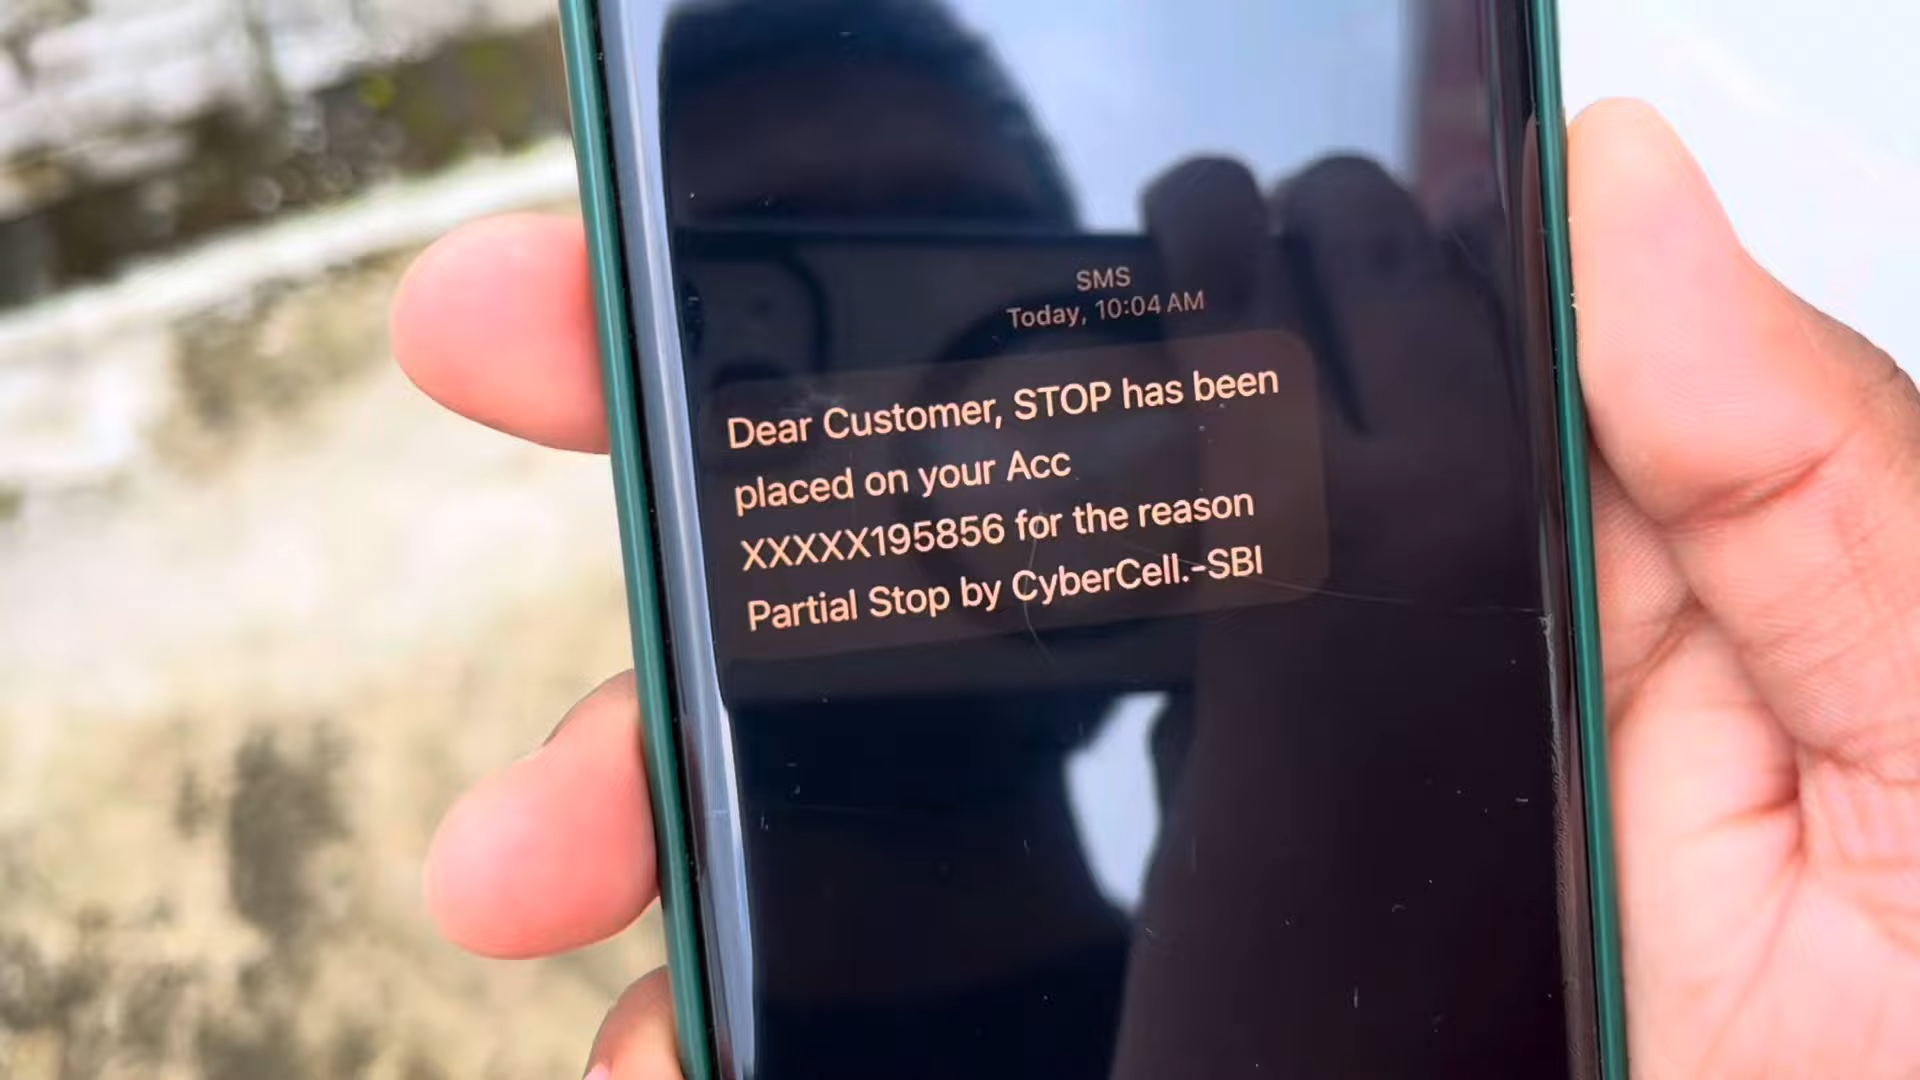 SMS
Today, 10:04 AM
Dear Customer, STOP has been
placed on your Acc
XXXXX195856 for the reason
Partial Stop by CyberCell.-SBI